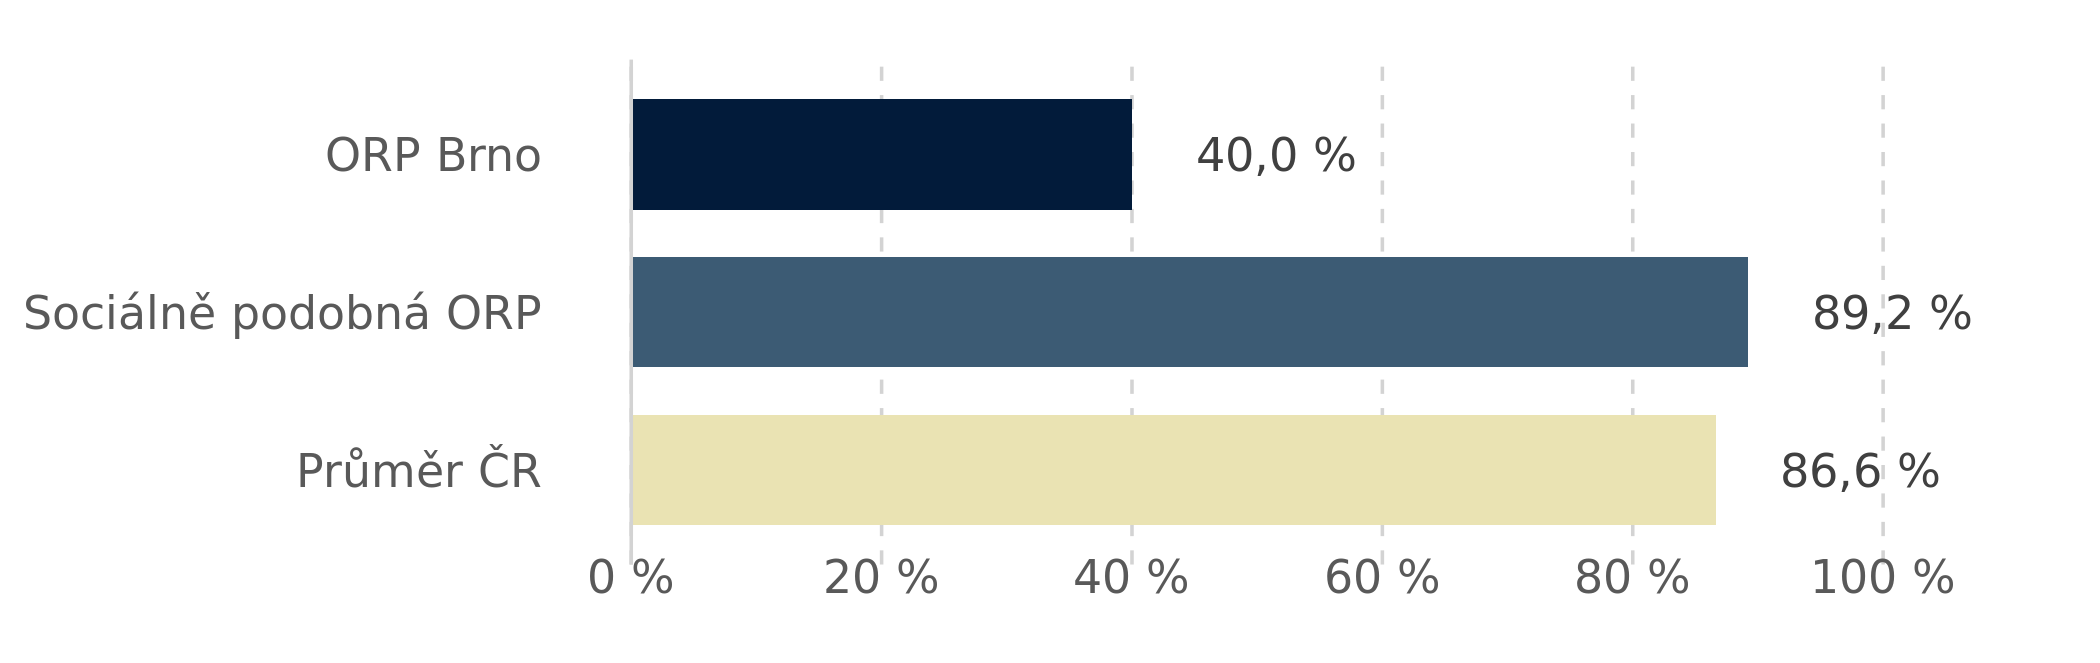 ORP Brno 40,0 %
Sociálně podobná ORP 89,2 %
Průměr ČR 86,6 %
0 % 20 % 40 % 60 % 80 % 100 %